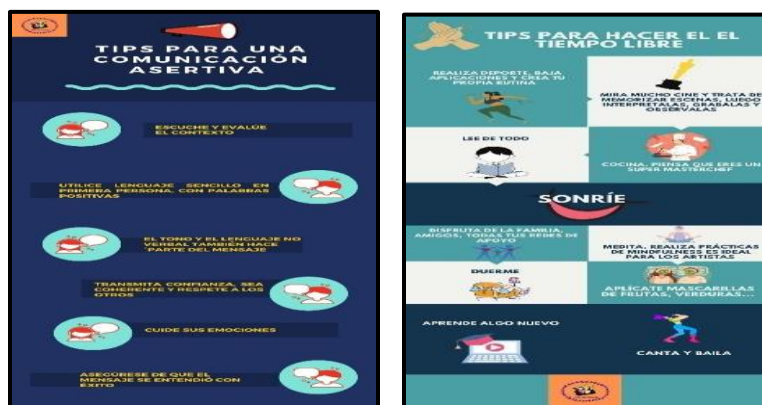 TIPS PARA UNA
COMUNICACIÓN
ASERTIVA
ESCUCHE Y EVALÚE
EL CONTEXTO
UTILICE LENGUAJE SENCILLO EN
PRIMERA PERSONA, CON PALABRAS
POSITIVAS
EL TONO Y EL LENGUAJE NO
VERBAL TAMBIÉN HACE
PARTE DEL MENSAJE
TRANSMITA CONFIANZA, SEA
COHERENTE Y RESPETE A LOS
OTROS
CUIDE SUS EMOCIONES
ASEGÚRESE DE QUE EL
MENSAJE SE ENTENDIÓ CON
ÉXITO
TIPS PARA HACER EL EL
TIEMPO LIBRE
REALIZA DEPORTE, BAJA
APLICACIONES Y CREA TU
PROPIA RUTINA
MIRA MUCHO CINE Y TRATA DE
MEMORIZAR ESCENAS, LUEGO
INTERPRETALAS, GRABALAS Y
OBSÉRVALAS
LEE DE TODO
COCINA, PIENSA QUE ERES UN
SUPER MASTERCHEF
SONRÍE
DISFRUTA DE LA FAMILIA,
AMIGOS, TODAS TUS REDES DE
APOYO
MEDITA, REALIZA PRÁCTICAS
DE MINDFULNESS ES IDEAL
PARA LOS ARTISTAS
DUERME
APLÍCATE MASCARILLAS
DE FRUTAS, VERDURAS...
APRENDE ALGO NUEVO
CANTA Y BAILA